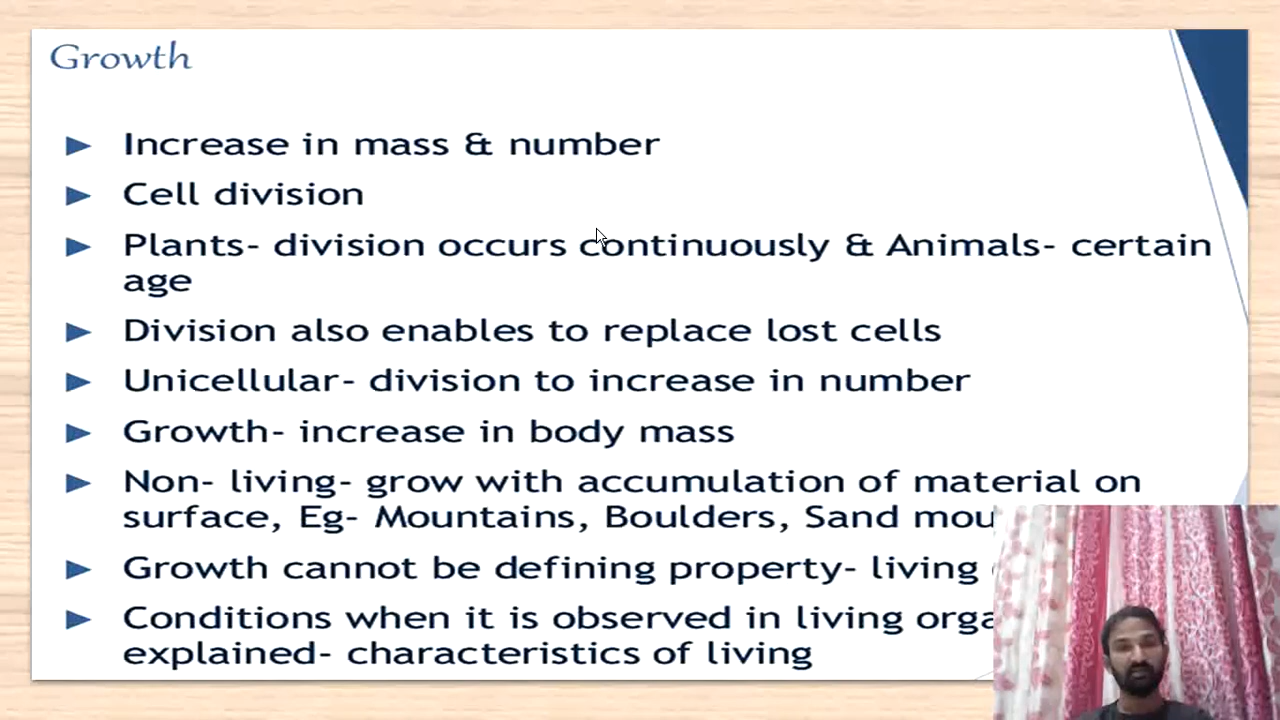 Growth
Increase in mass & number
Cell division
Plants- division occurs continuously & Animals- certain
age
Division also enables to replace lost cells
Unicellular- division to increase in number
Growth- increase in body mass
Non- living- grow with accumulation of material on
surface, Eg- Mountains, Boulders, Sand
Growth cannot be defining property- living
Conditions when it is observed in living
explained- characteristics of living